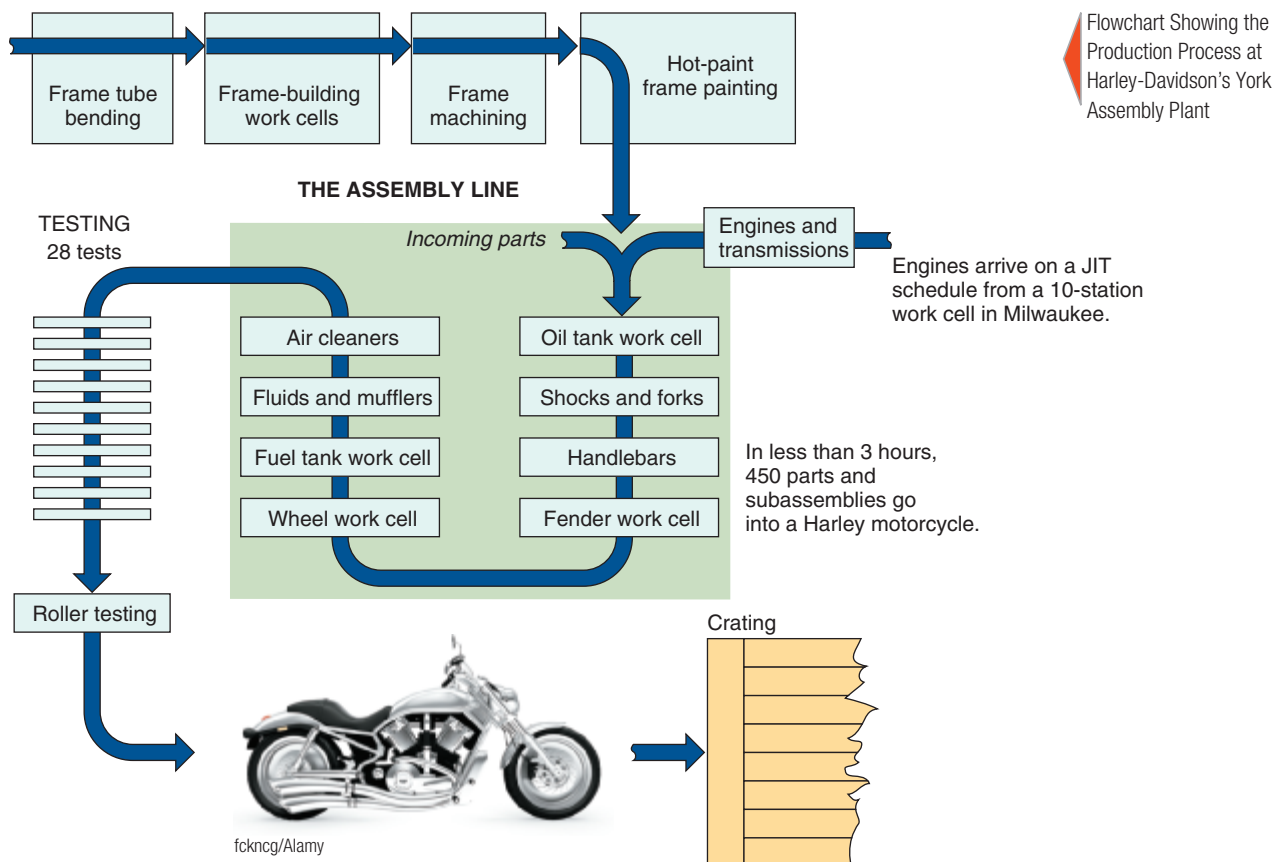 Flowchart Showing the
Production Process at
Harley-Davidson's York
Assembly Plant
Frame tube
bending
Frame-building
work cells
Frame
machining
Hot-paint
frame painting
THE ASSEMBLY LINE
TESTING
28 tests
Incoming parts
Engines and
transmissions
Engines arrive on a JIT
schedule from a 10-station
work cell in Milwaukee.
Air cleaners
Oil tank work cell
Fluids and mufflers
Shocks and forks
Fuel tank work cell
Handlebars
Wheel work cell
Fender work cell
In less than 3 hours,
450 parts and
subassemblies go
into a Harley motorcycle.
Roller testing
Crating
fckncg/Alamy